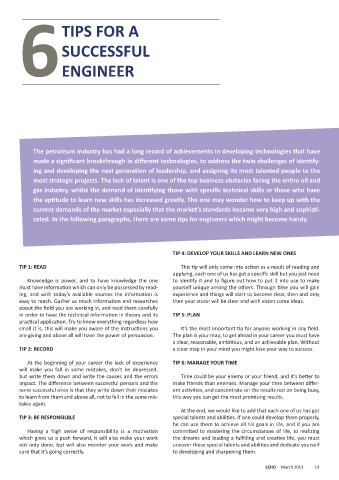 6
TIPS FOR A
SUCCESSFUL
ENGINEER
The petroleum industry has had a long record of achievements in developing technologies that have
made a significant breakthrough in different technologies, to address the twin challenges of identify-
ing and developing the next generation of leadership, and assigning its most talented people to the
most strategic projects. The lack of talent is one of the top business obstacles facing the entire oil and
gas industry, whilst the demand of identifying those with specific technical skills or those who have
the aptitude to learn new skills has increased greatly. The one may wonder how to keep up with the
current demands of the market especially that the market's standards became very high and sophisti-
cated. In the following paragraphs, there are some tips for engineers which might become handy.
TIP 1: READ
Knowledge is power, and to have knowledge the one
must have information which can only be possessed by read-
ing, and with today's available sources the information is
easy to reach. Gather as much information and researches
about the field you are working in, and read them carefully
in order to have the technical information in theory and its
practical application. Try to know everything regardless how
small it is, this will make you aware of the instructions you
are giving and above all will have the power of persuasion.
TIP 2: RECORD
At the beginning of your career the lack of experience
will make you fall in some mistakes, don't be depressed,
but write them down and write the causes and the errors
impact. The difference between successful persons and the
none successful ones is that they write down their mistakes
to learn from them and above all, not to fall in the same mis-
takes again.
TIP 3: BE RESPONSIBLE
Having a high sense of responsibility is a motivation
which gives us a push forward, it will also make your work
not only done, but will also monitor your work and make
sure that it's going correctly.
TIP 4: DEVELOP YOUR SKILLS AND LEARN NEW ONES
This tip will only come into action as a result of reading and
applying, each one of us has got a specific skill but you just need
to identify it and to figure out how to put it into use to make
yourself unique among the others. Through time you will gain
experience and things will start to become clear, then and only
then your vision will be clear and with vision come ideas.
TIP 5: PLAN
It's the most important tip for anyone working in any field.
The plan is your map, to get ahead in your career you must have
a clear, reasonable, ambitious, and an achievable plan. Without
a clear map in your mind you might lose your way to success.
TIP 6: MANAGE YOUR TIME
Time could be your enemy or your friend, and it's better to
make friends than enemies. Manage your time between differ-
ent activities, and concentrate on the results not on being busy,
this way you can get the most promising results.
At the end, we would like to add that each one of us has got
special talents and abilities. If one could develop them properly,
he can use them to achieve all his goals in life, and if you are
committed to mastering the circumstances of life, to realizing
the dreams and leading a fulfilling and creative life, you must
uncover these special talents and abilities and dedicate yourself
to developing and sharpening them.
ECHO March 2013 19